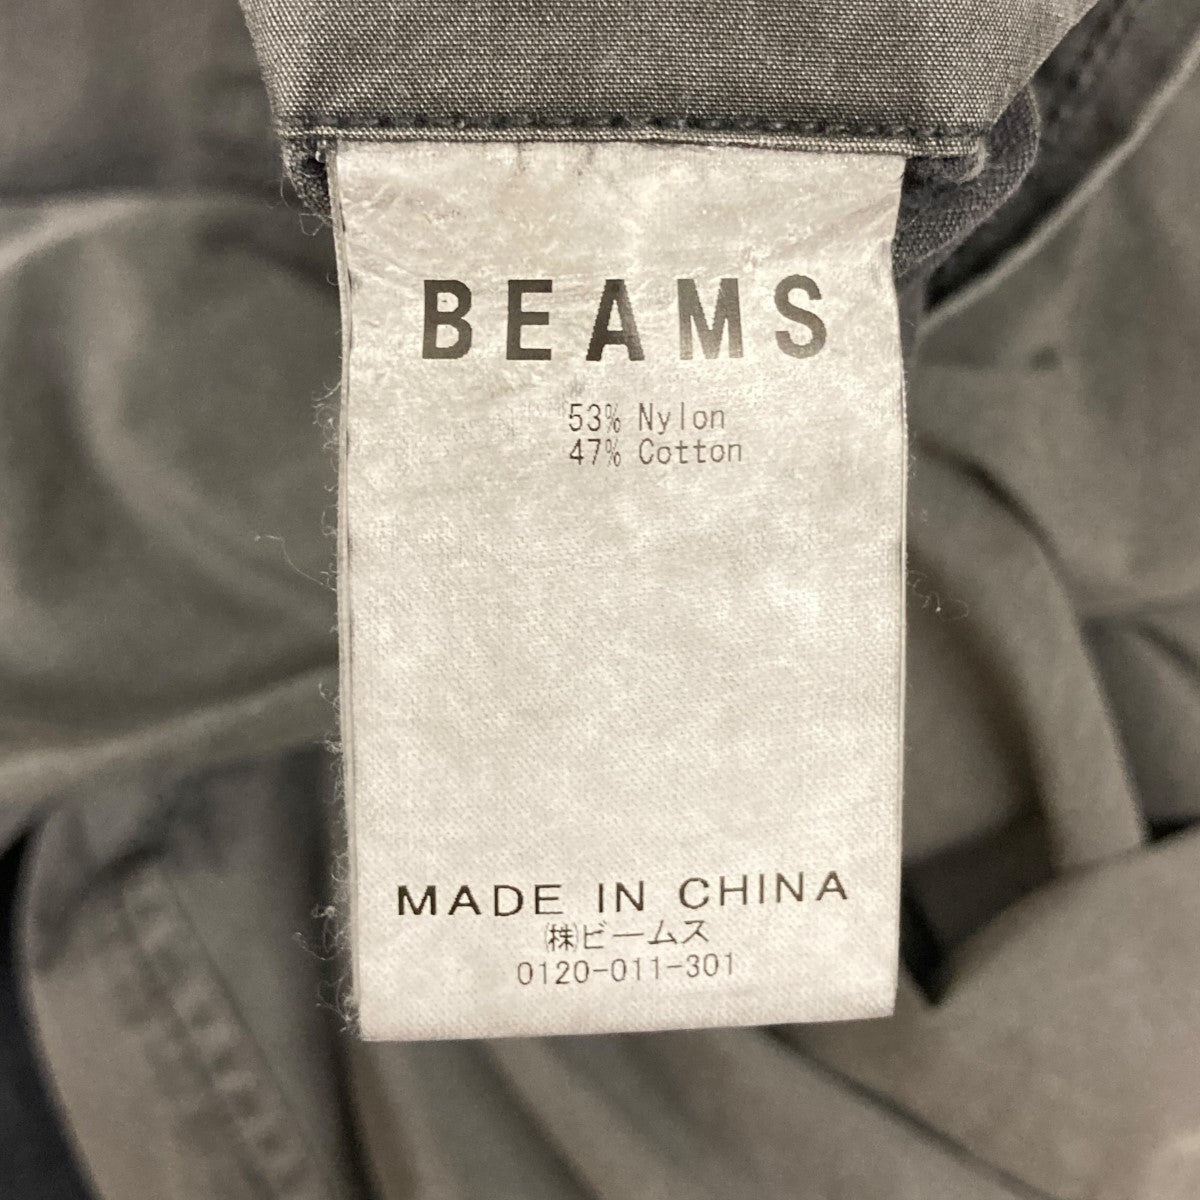 BEAMS
53% Nylon
47% Cotton
MADE IN CHINA
㈱ビームス
0120-011-301